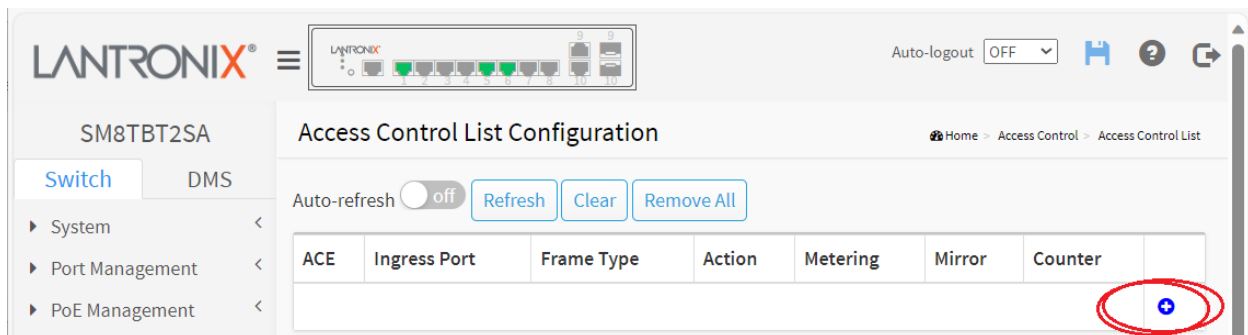 LANTRONIX®
LANTRONIX
9 9
1 2 3 4 5 6 7 8 10 10
Auto-logout OFF
SM8TBT2SA
Access Control List Configuration
Home > Access Control > Access Control List
Switch DMS
Auto-refresh off Refresh Clear Remove All
System
Port Management
PoE Management
ACE Ingress Port Frame Type Action Metering Mirror Counter